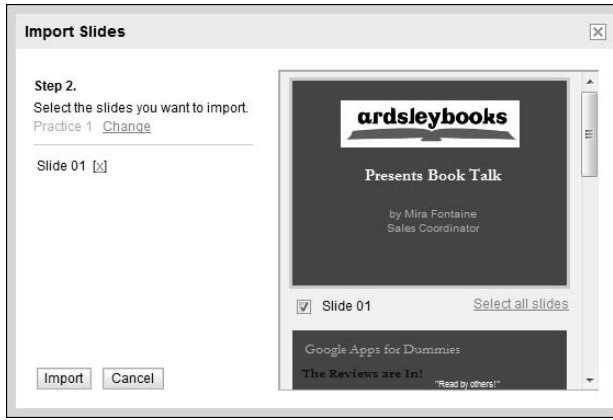 Import Slides
Step 2.
Select the slides you want to import.
Practice 1 Change
Slide 01 [x]
Import Cancel
ardsleybooks
Presents Book Talk
by Mira Fontaine
Sales Coordinator
Slide 01 Select all slides
Google Apps for Dummies
The Reviews are In!
"Read by others!"